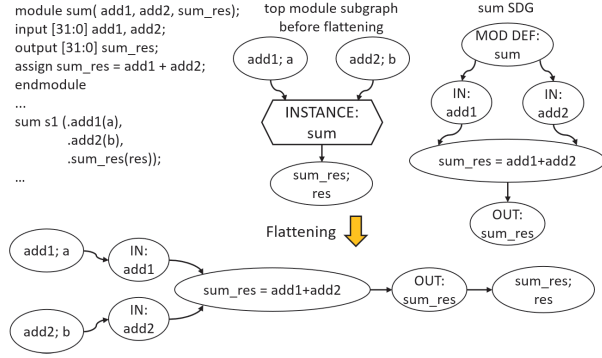 module sum( add1, add2, sum_res);
input [31:0] add1, add2;
output [31:0] sum_res;
assign sum_res = add1 + add2;
endmodule
...
sum s1 (.add1(a),
.add2(b),
.sum_res(res));
...
top module subgraph
before flattening
add1; a
add2; b
INSTANCE:
sum
sum_res;
res
sum SDG
MOD DEF:
sum
IN:
add1
IN:
add2
sum_res = add1+add2
OUT:
sum_res
Flattening
add1; a
IN:
add1
add2; b
IN:
add2
sum_res = add1+add2
OUT:
sum_res
sum_res;
res